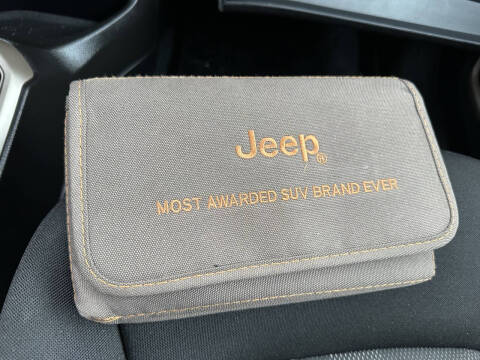 Jeep®
MOST AWARDED SUV BRAND EVER